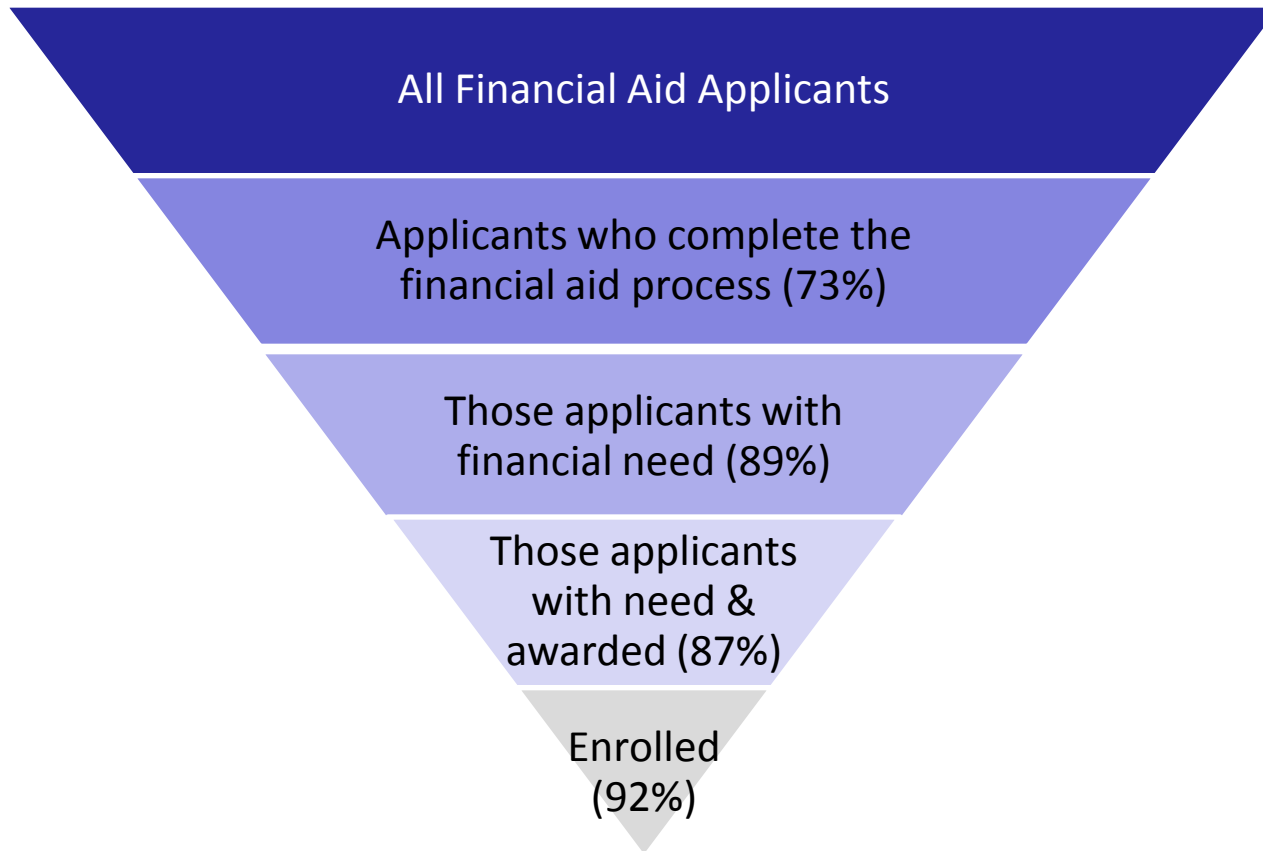 All Financial Aid Applicants
Applicants who complete the
financial aid process (73%)
Those applicants with
financial need (89%)
Those applicants
with need &
awarded (87%)
Enrolled
(92%)